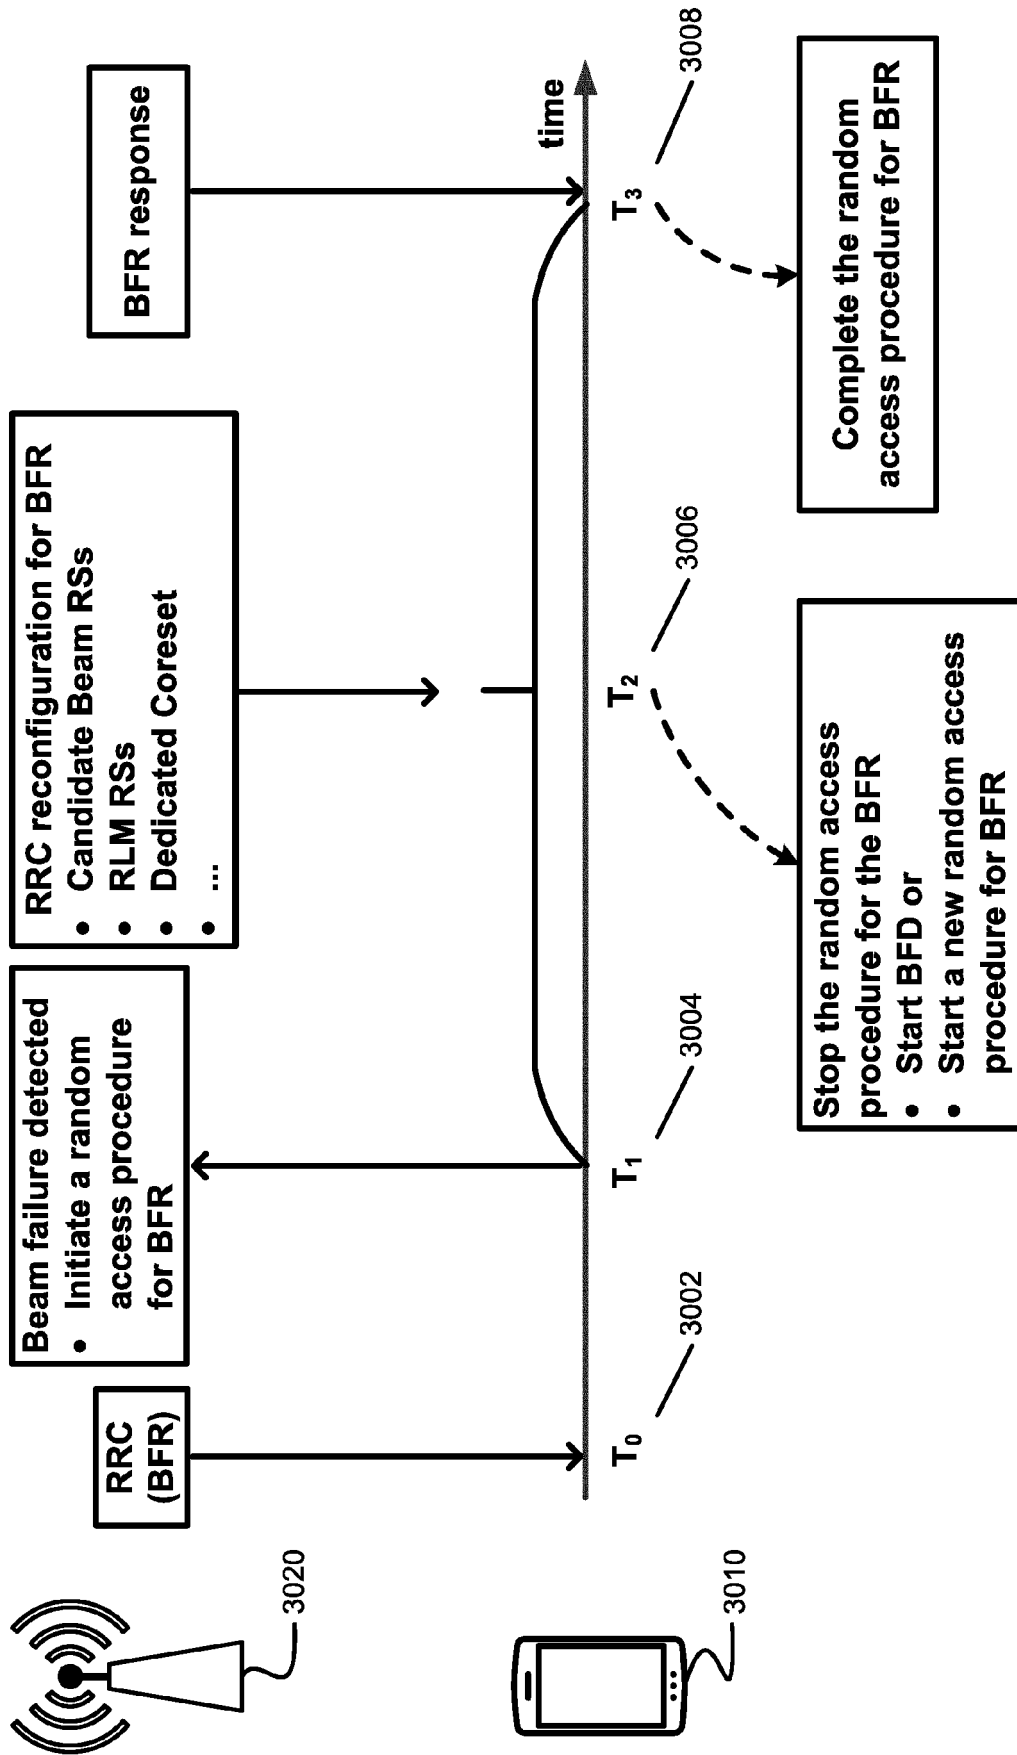 3020
3010
RRC
(BFR)
Beam failure detected
• Initiate a random
access procedure
for BFR
RRC reconfiguration for BFR
• Candidate Beam RSs
• RLM RSs
• Dedicated Coreset
• ...
BFR response
time
T0
T1
T2
T3
3002
3004
3006
3008
Stop the random access
procedure for the BFR
• Start BFD or
• Start a new random access
procedure for BFR
Complete the random
access procedure for BFR